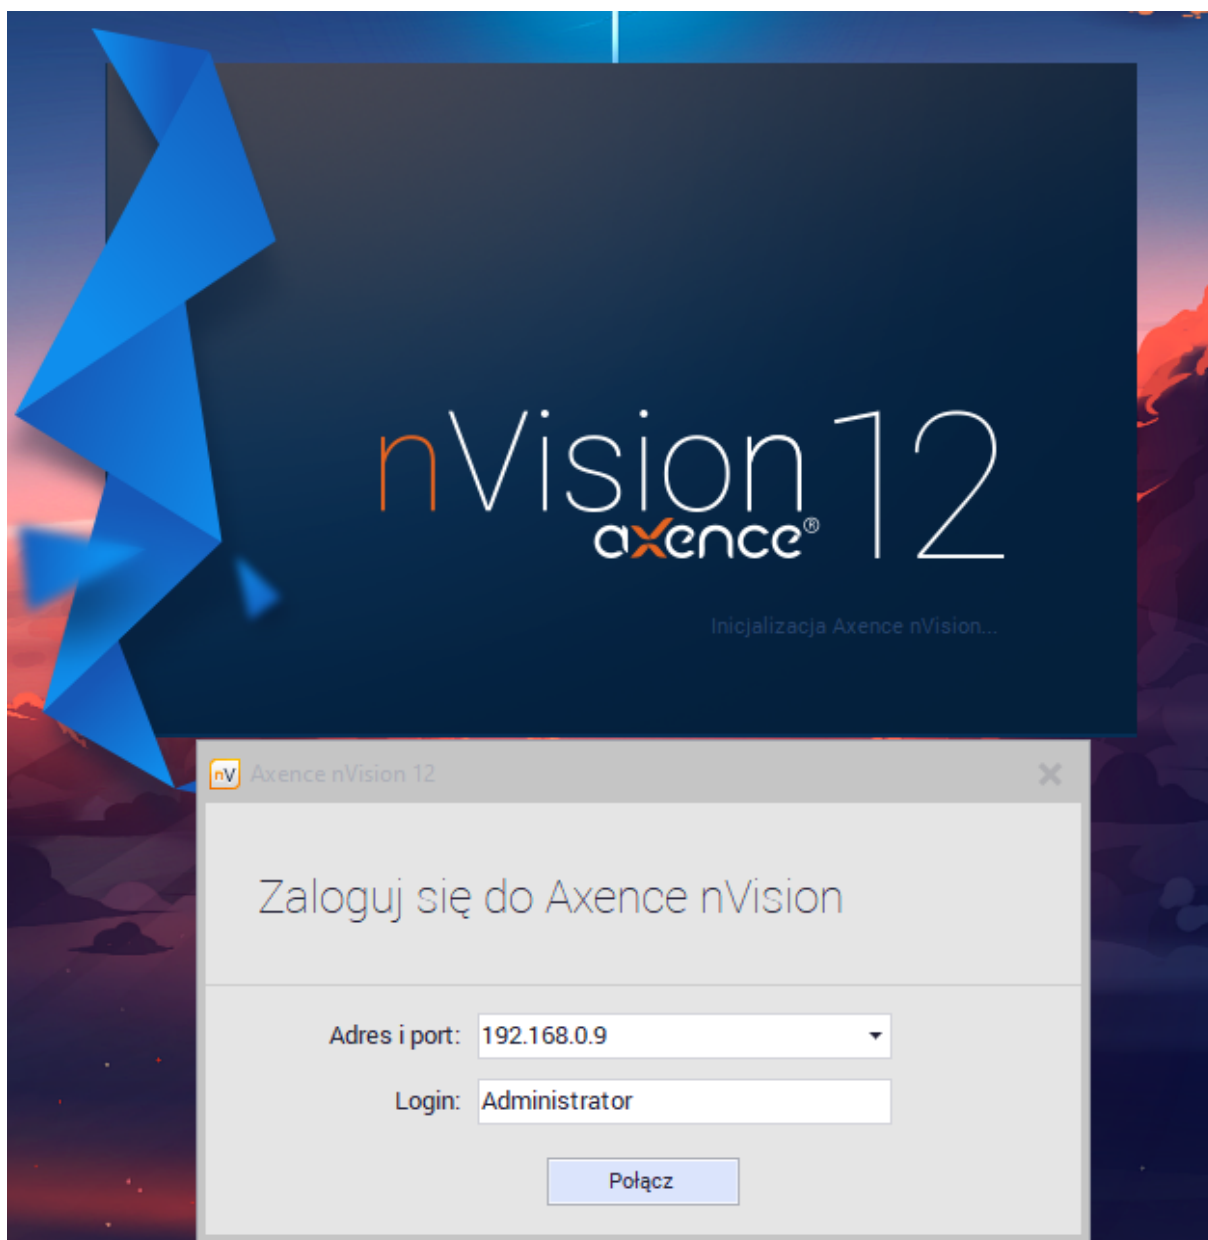 nVision 12
axence®
Inicjalizacja Axence nVision...
nV Axence nVision 12
Zaloguj się do Axence nVision
Adres i port: 192.168.0.9
Login: Administrator
Połącz